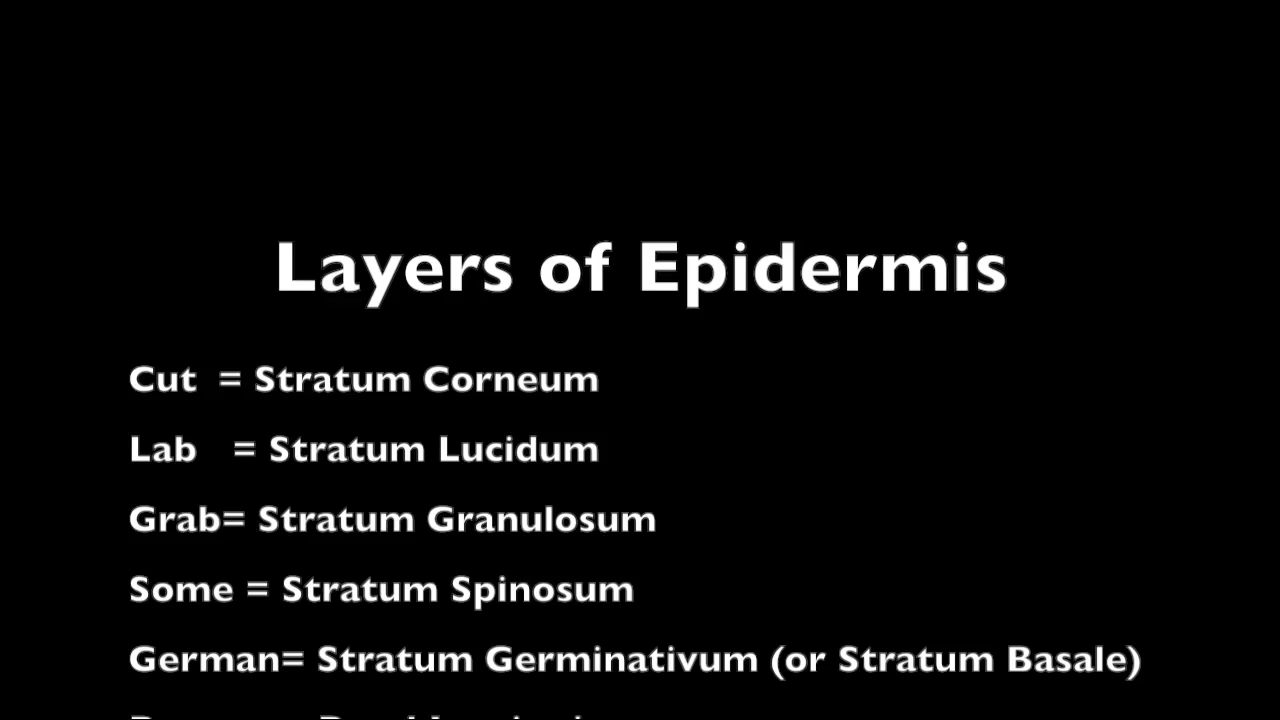 Layers of Epidermis
Cut = Stratum Corneum
Lab = Stratum Lucidum
Grab= Stratum Granulosum
Some = Stratum Spinosum
German= Stratum Germinativum (or Stratum Basale)